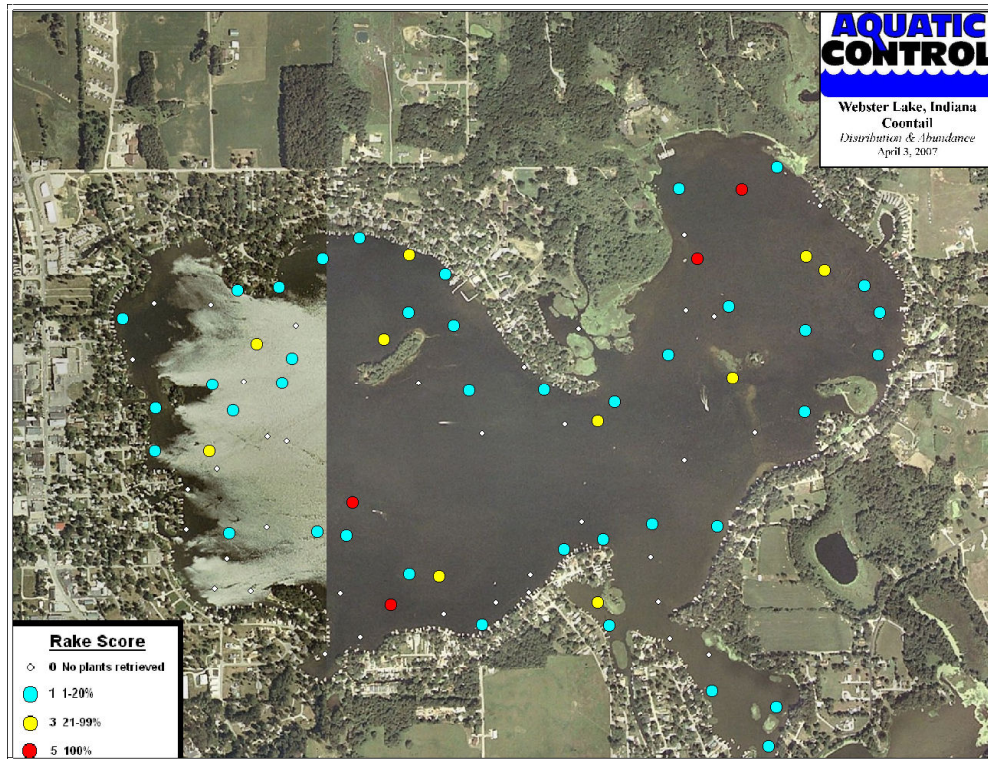 AQUATIC
CONTROL
Webster Lake, Indiana
Coontail
Distribution & Abundance
April 3, 2007
Rake Score
0 No plants retrieved
1 1-20%
3 21-99%
5 100%